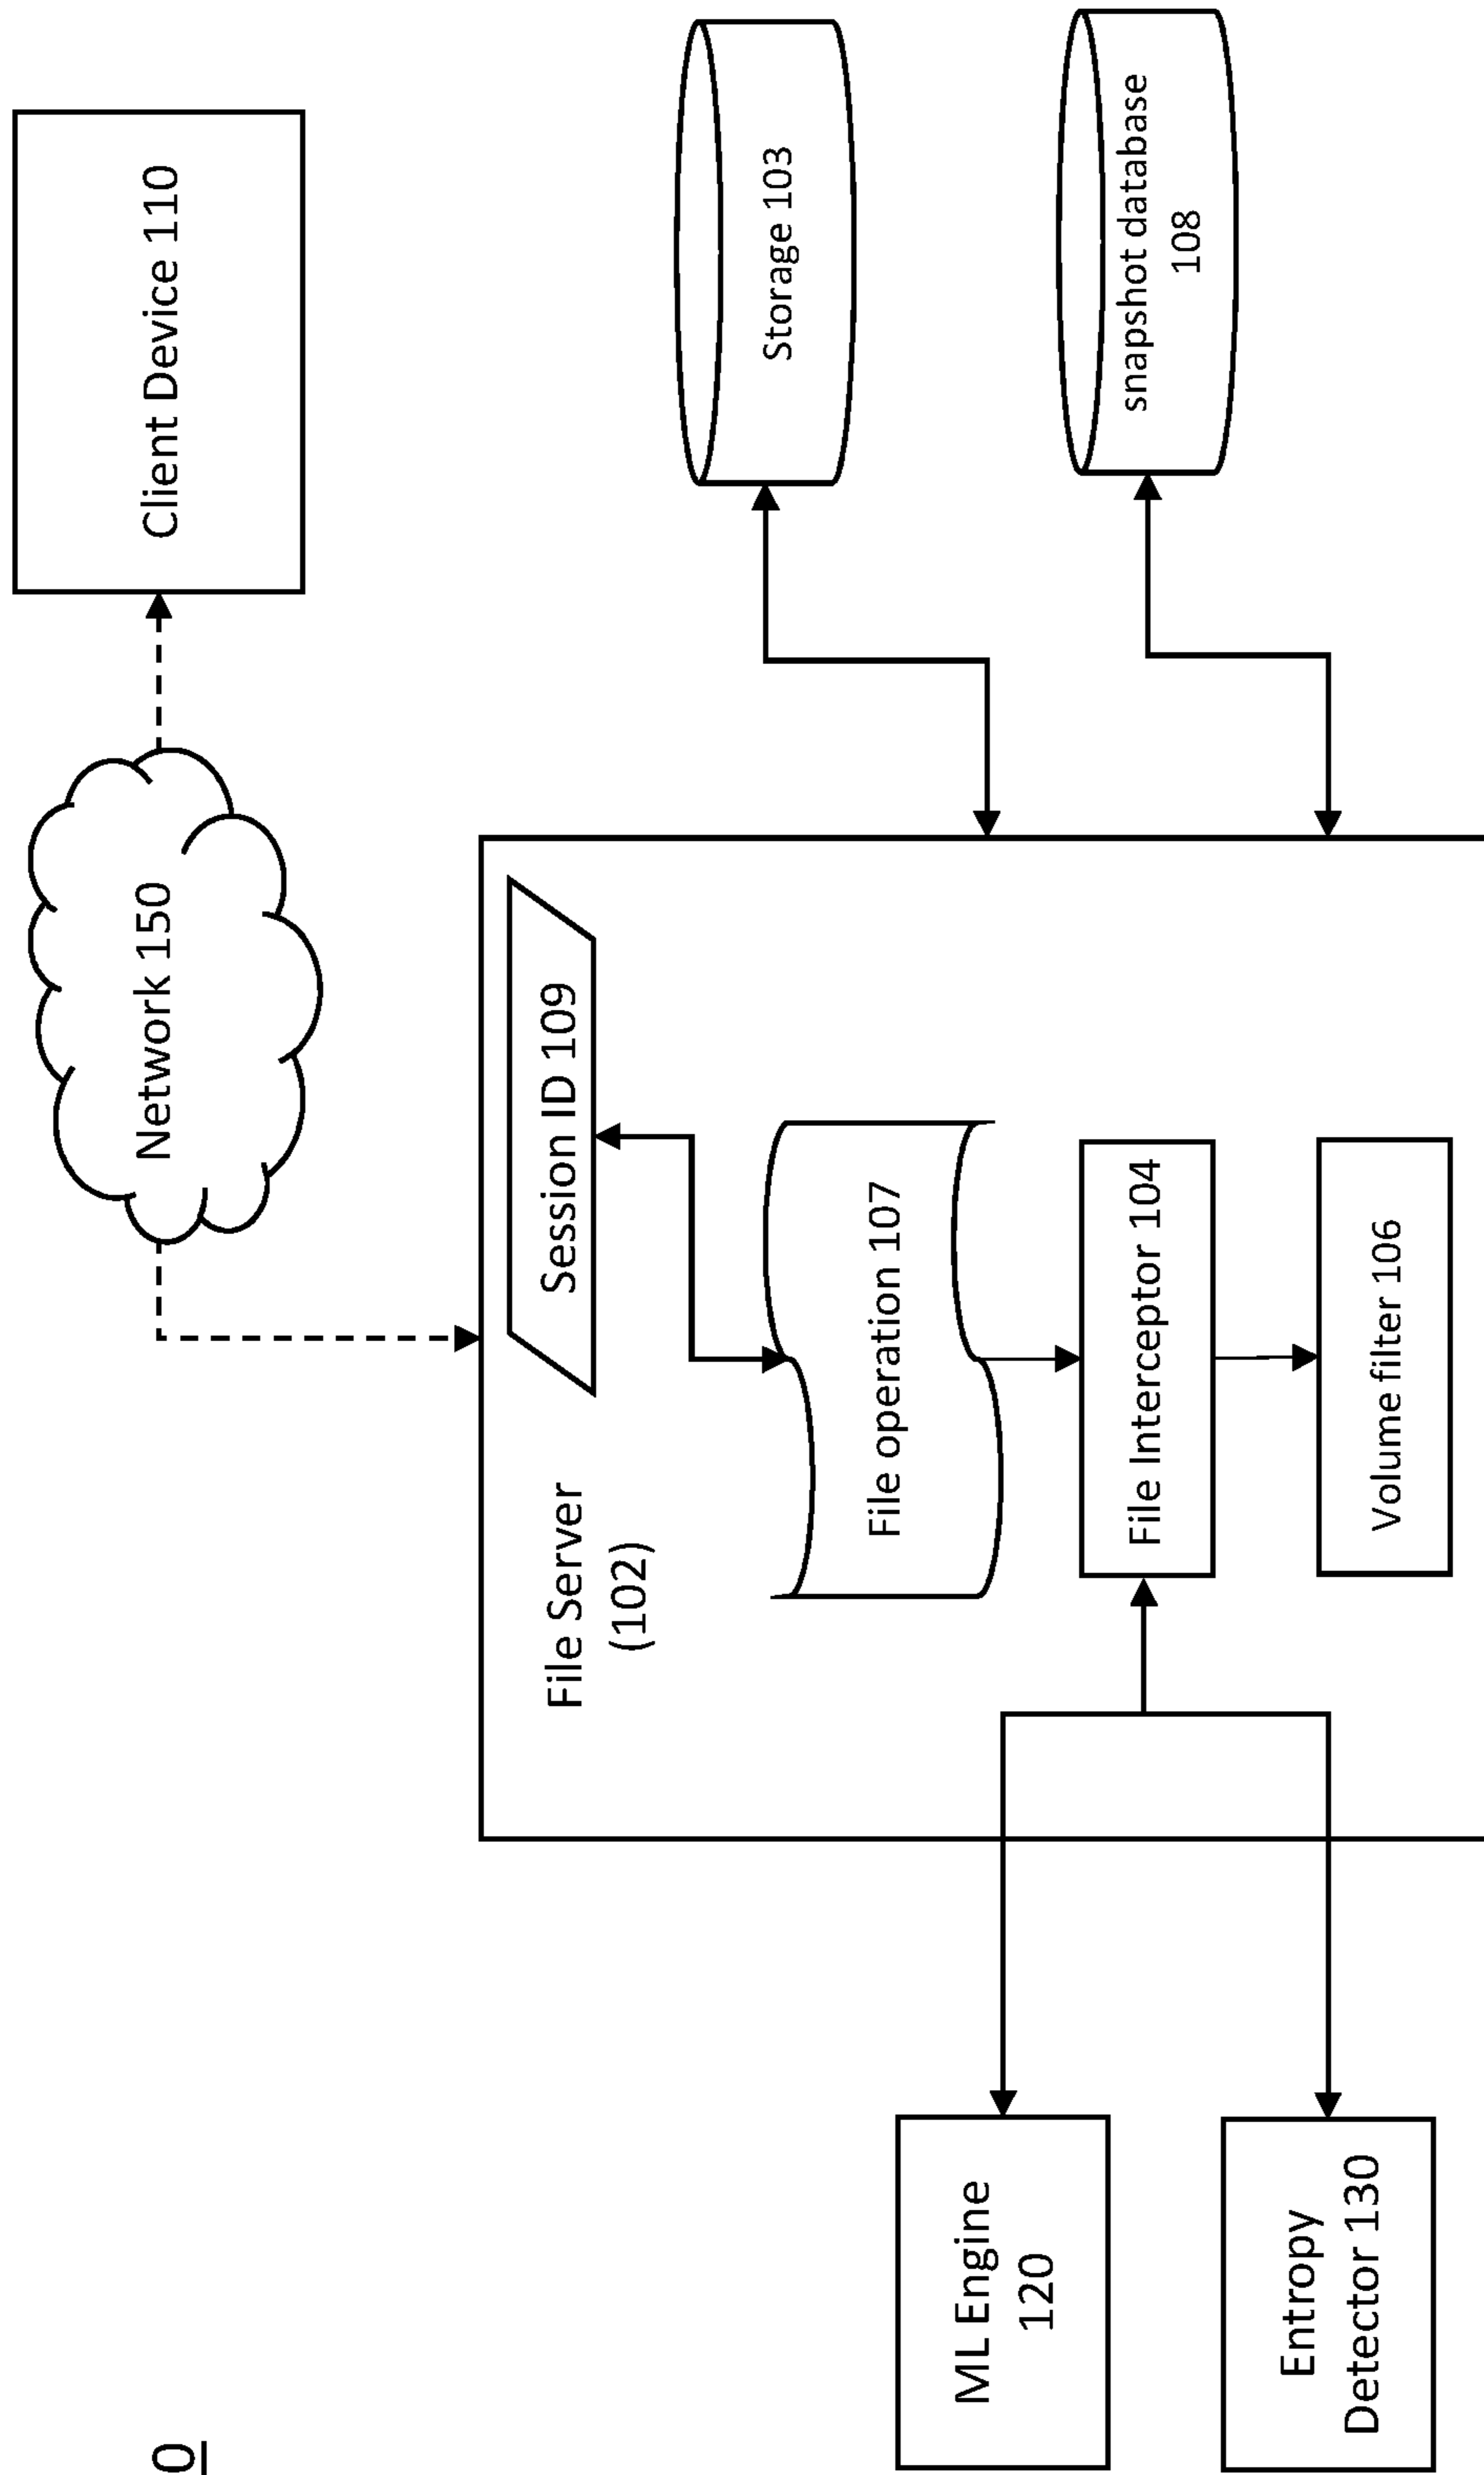 0
Network 150
Client Device 110
File Server
(102)
Session ID 109
File operation 107
File Interceptor 104
Volume filter 106
ML Engine
120
Entropy
Detector 130
Storage 103
snapshot database
108